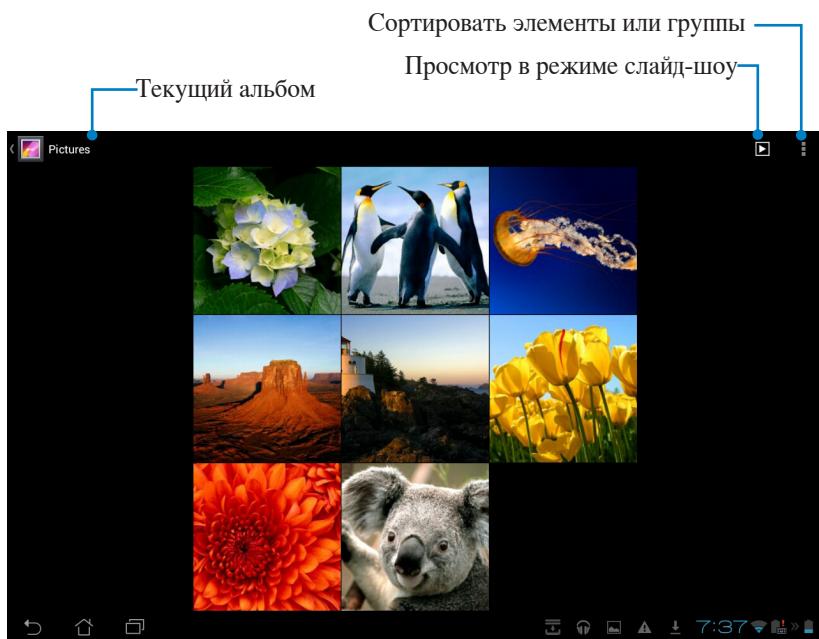 Сортировать элементы или группы
Просмотр в режиме слайд-шоу
Текущий альбом
Pictures
7:37